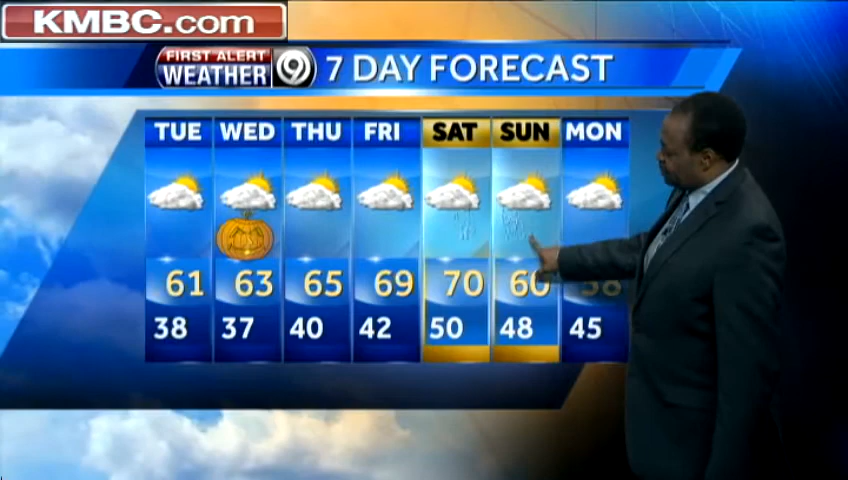 KMBC.com
FIRST ALERT
WEATHER 9 7 DAY FORECAST
TUE WED THU FRI SAT SUN MON
61 63 65 69 70 60 58
38 37 40 42 50 48 45